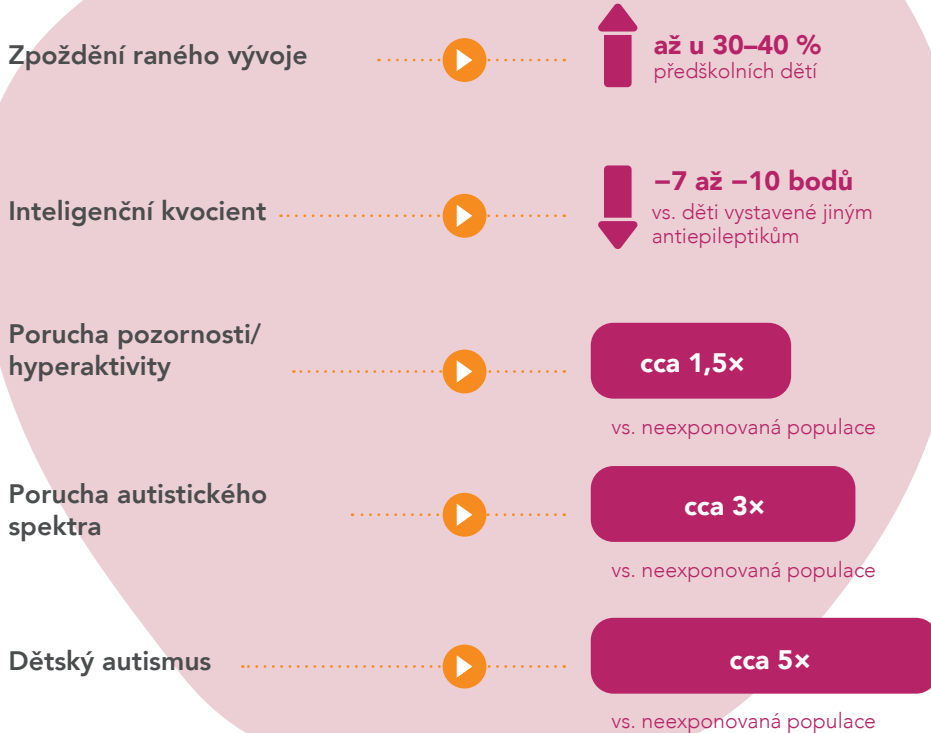 Zpoždění raného vývoje
až u 30–40 %
předškolních dětí
Inteligenční kvocient
−7 až −10 bodů
vs. děti vystavené jiným
antiepileptikům
Porucha pozornosti/
hyperaktivity
cca 1,5×
vs. neexponovaná populace
Porucha autistického
spektra
cca 3×
vs. neexponovaná populace
Dětský autismus
cca 5×
vs. neexponovaná populace